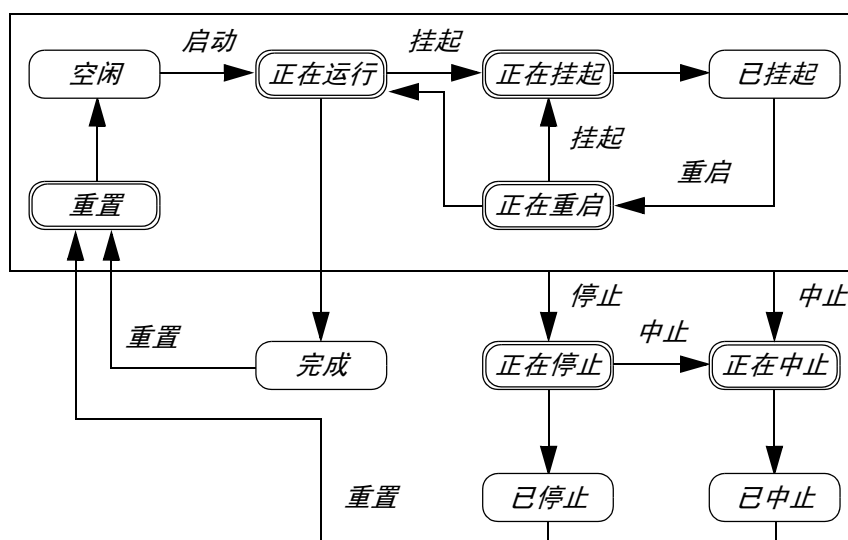 启动
挂起
空闲
正在运行
正在挂起
已挂起
挂起
重启
重置
正在重启
停止
中止
重置
中止
完成
正在停止
正在中止
重置
已停止
已中止